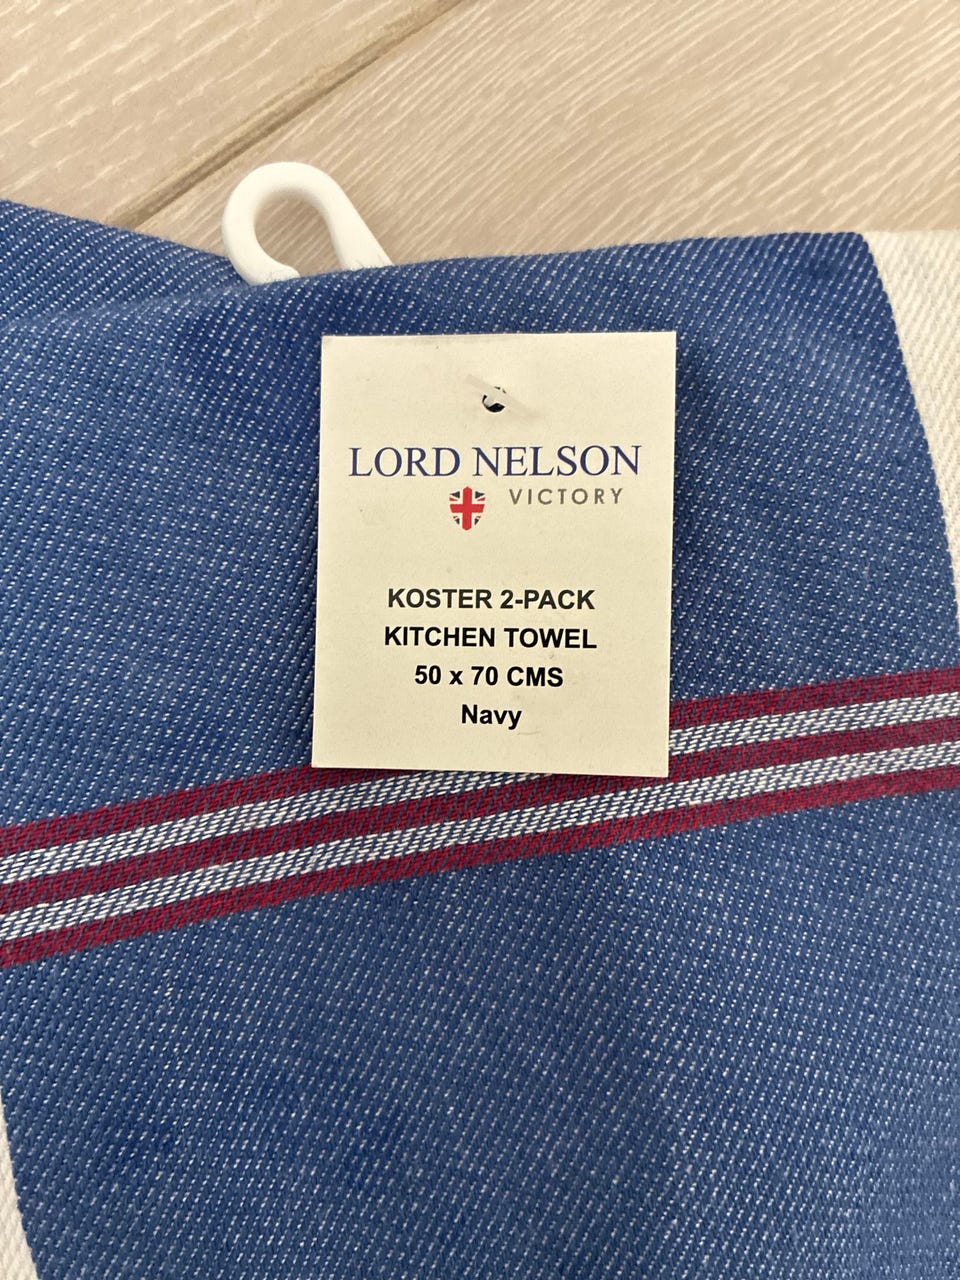 LORD NELSON
VICTORY
KOSTER 2-PACK
KITCHEN TOWEL
50 x 70 CMS
Navy